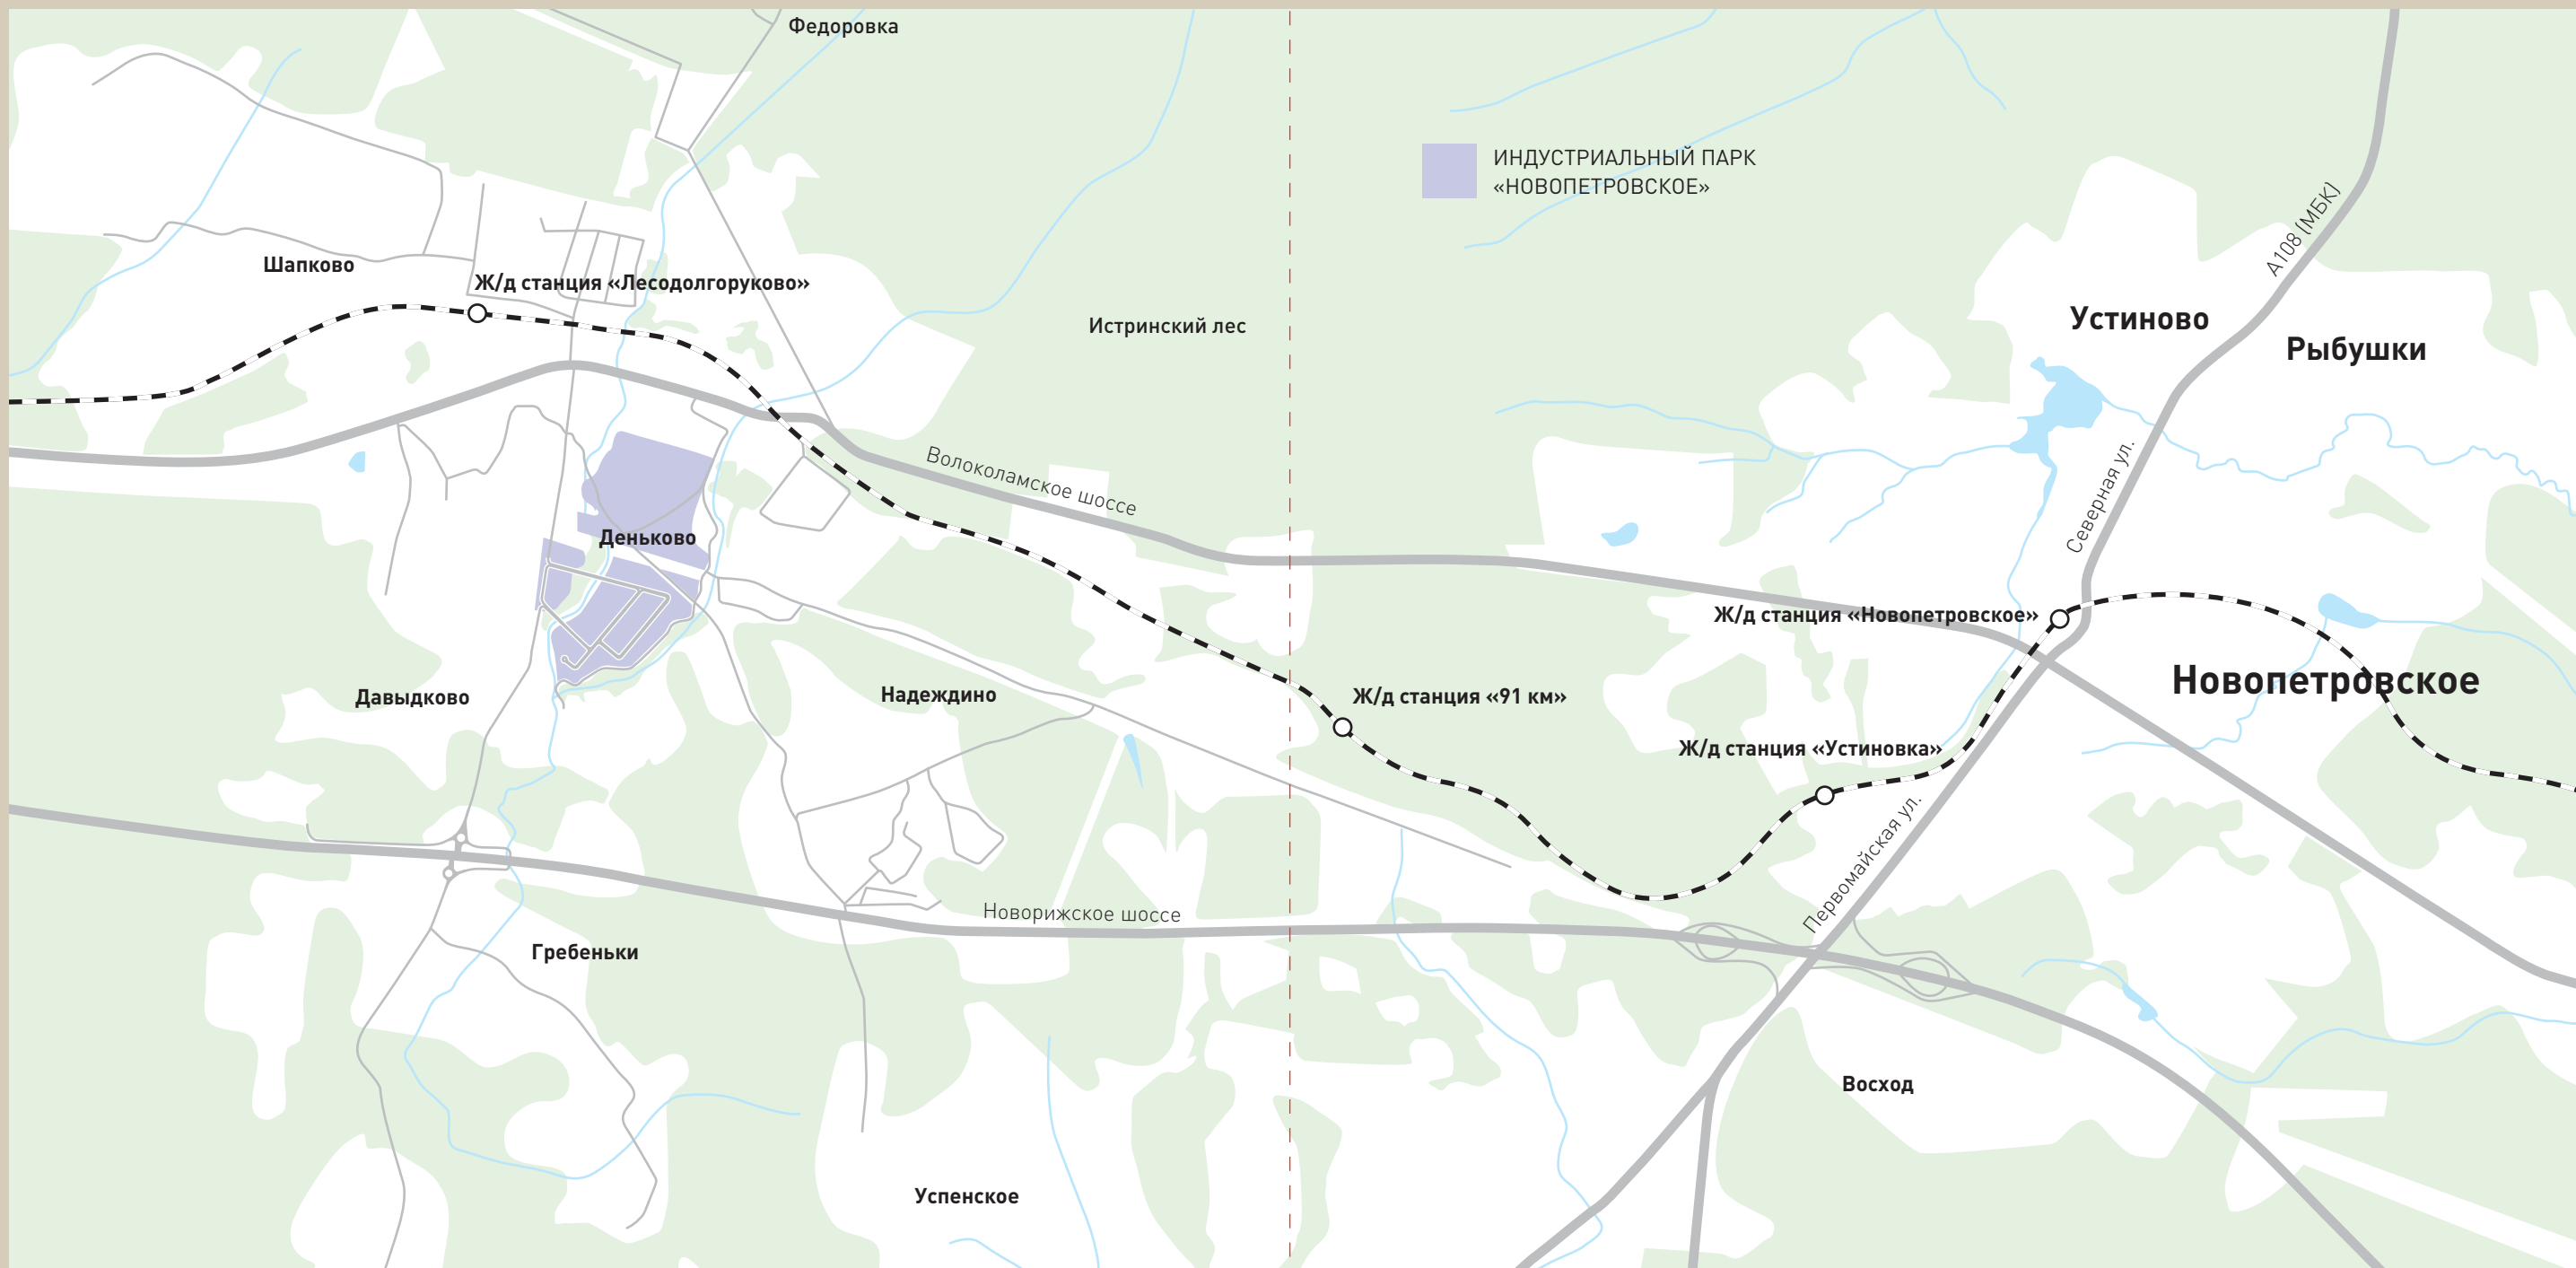 Федоровка
ИНДУСТРИАЛЬНЫЙ ПАРК
«НОВОПЕТРОВСКОЕ»
А108 (МБК)
Шапково
Ж/д станция «Лесодолгоруково»
Истринский лес
Устиново
Рыбушки
Волоколамское шоссе
Северная ул.
Деньково
Ж/д станция «Новопетровское»
Новопетровское
Давыдково
Надеждино
Ж/д станция «91 км»
Ж/д станция «Устиновка»
Первомайская ул.
Новорижское шоссе
Гребеньки
Восход
Успенское